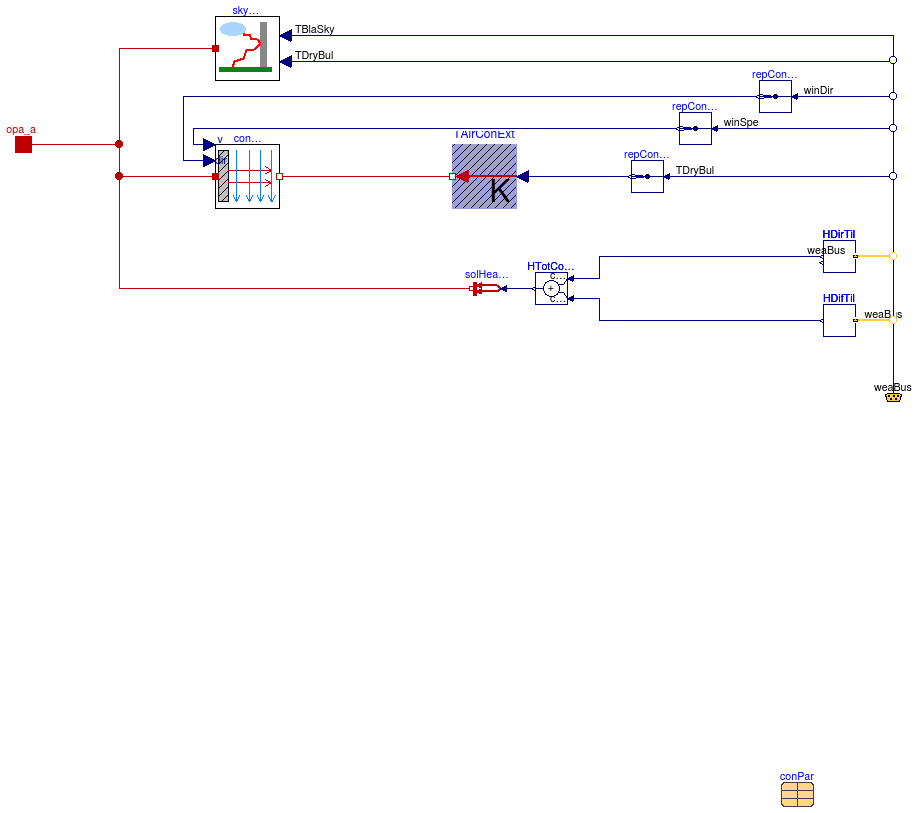 sky...
TBlaSky
TDryBul
repCon...
winDir
repCon...
winSpe
opa_a
v
con...
TAirConExt
dir
K
repCon...
TDryBul
HDirTil
weaBus
HTotCo...
solHea...
c...
+
c...
HDifTil
weaBus
weaBus
conPar